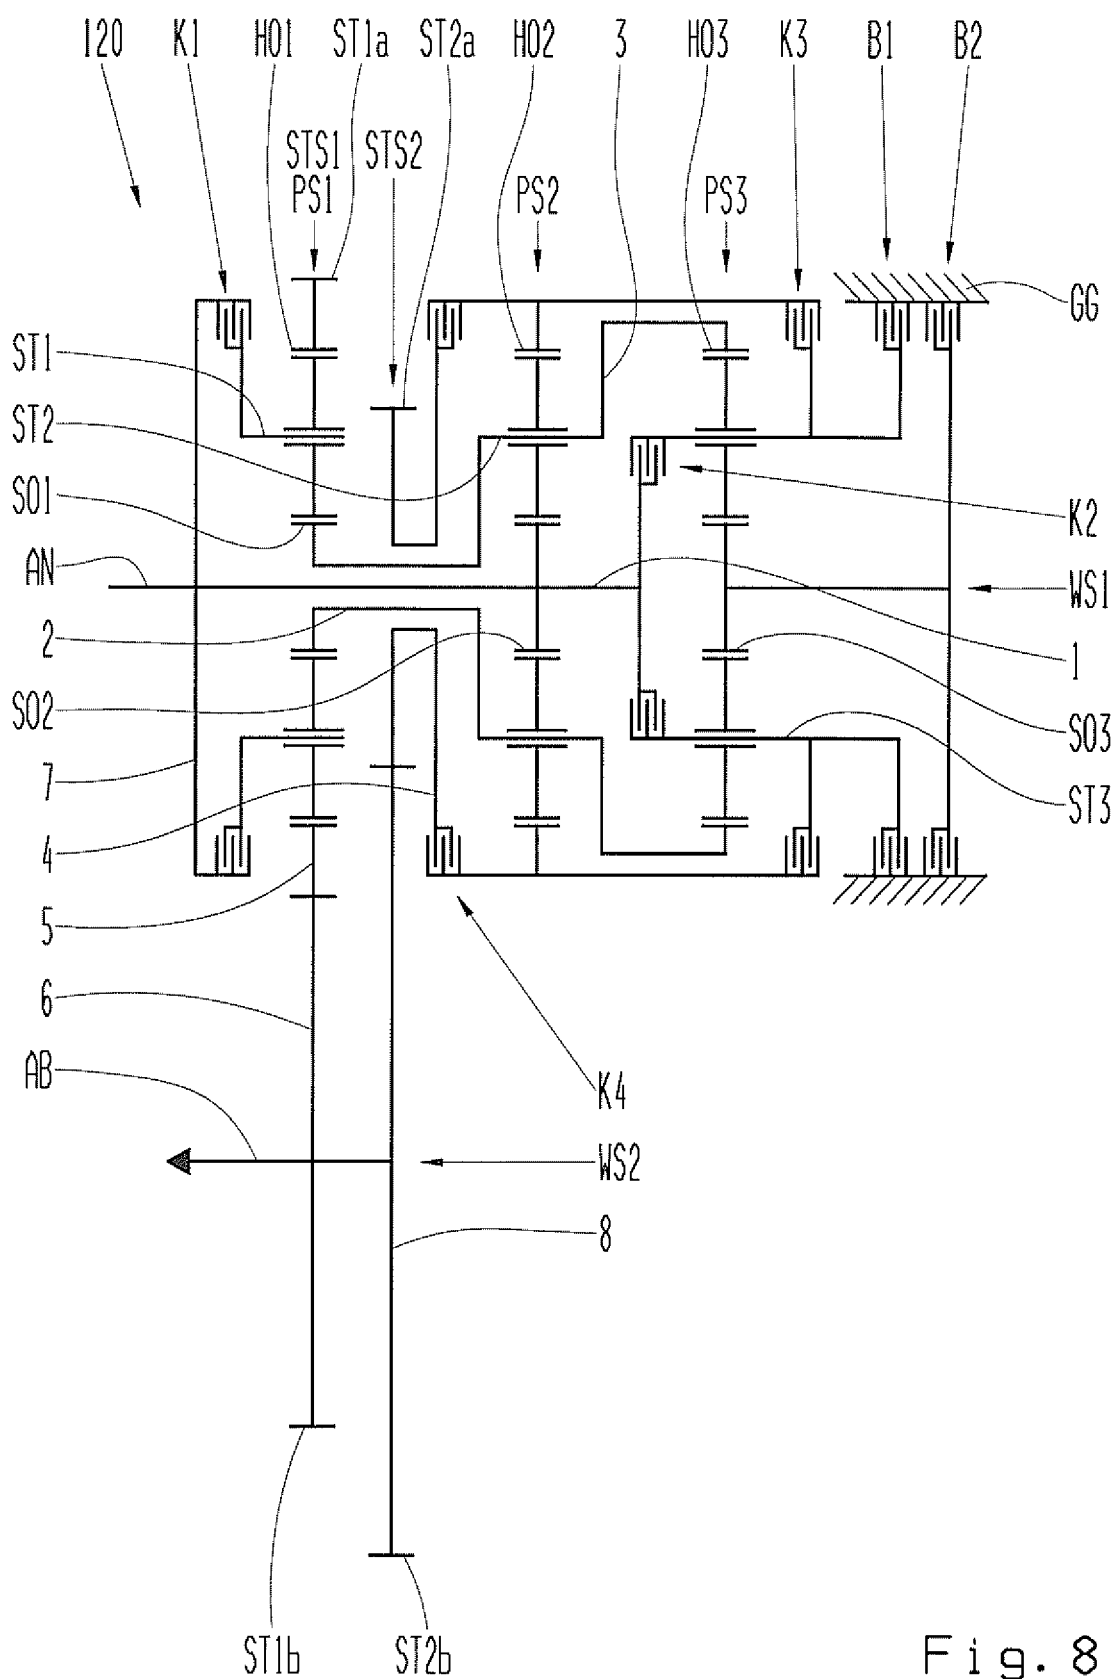 120 K1 HO1 ST1a ST2a HO2 3 HO3 K3 B1 B2
STS1 STS2
PS1 PS2 PS3
GG
ST1
ST2
SO1
K2
AN
WS1
2
1
SO2
SO3
7
ST3
4
5
6
AB
K4
WS2
8
ST1b ST2b
Fig. 8